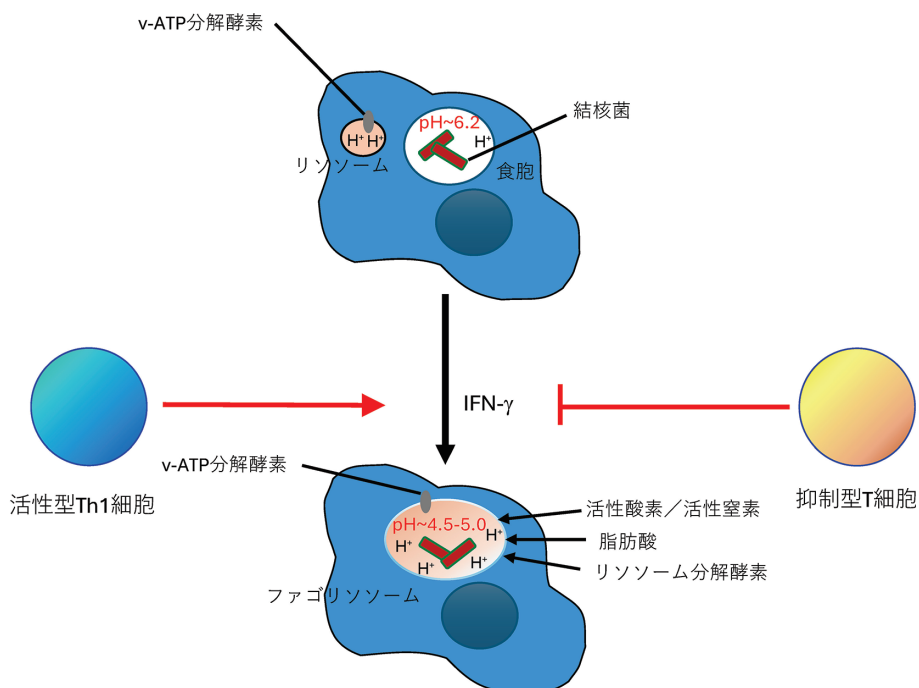 v-ATP分解酵素
pH~6.2
結核菌
H⁺ H⁺
H⁺
リソソーム
食胞
IFN-γ
v-ATP分解酵素
活性型Th1細胞
抑制型T細胞
活性酸素／活性窒素
pH~4.5-5.0
H⁺
脂肪酸
H⁺
H⁺
H⁺
リソソーム分解酵素
ファゴリソソーム